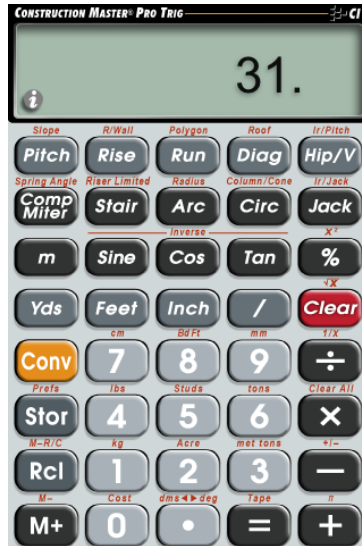 CONSTRUCTION MASTER® PRO TRIG CI
31.
i
Slope R/Wall Polygon Roof Ir/Pitch
Pitch Rise Run Diag Hip/V
Spring Angle Riser Limited Radius Column/Cone Ir/Jack
Comp Miter Stair Arc Circ Jack
Inverse x²
m Sine Cos Tan %
√x
Yds Feet Inch / Clear
cm Bd Ft mm 1/x
Conv 7 8 9 ÷
Prefs lbs Studs tons Clear All
Stor 4 5 6 ×
M-R/C kg Acre met tons +/-
Rcl 1 2 3 −
M- Cost dms◄►deg Tape π
M+ 0 • = +